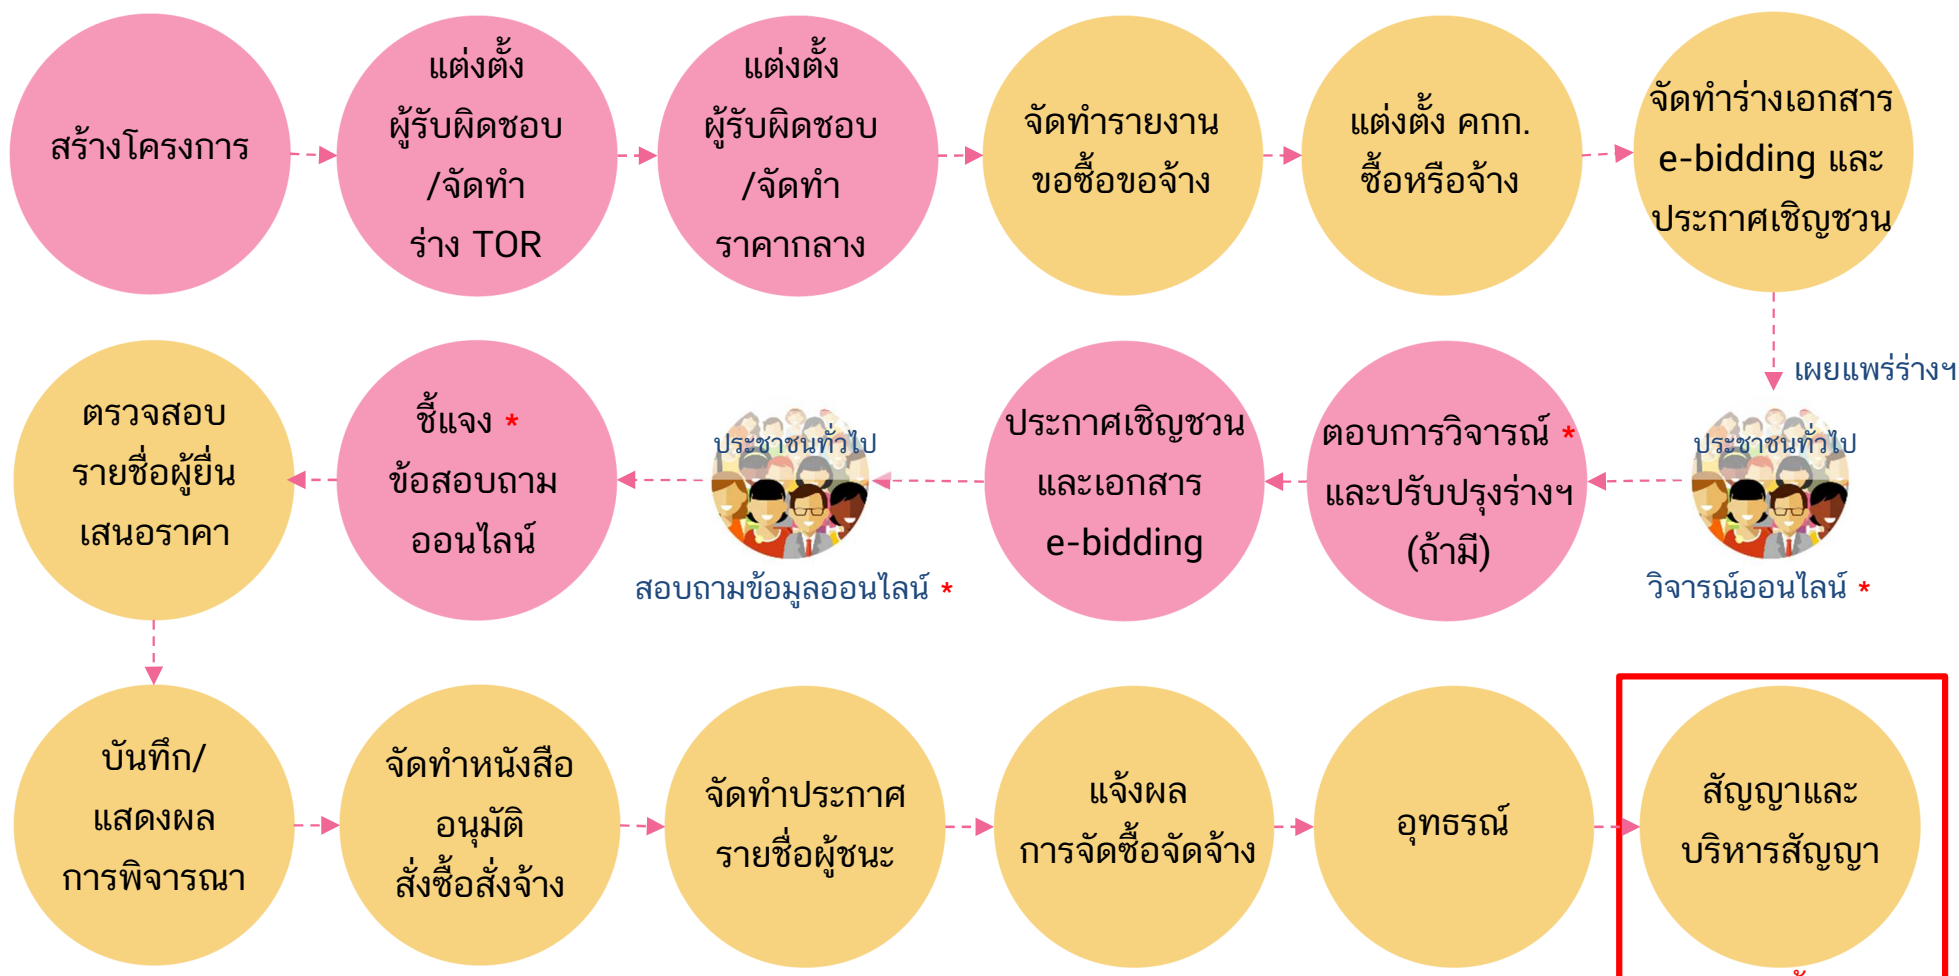 สร้างโครงการ
แต่งตั้ง
ผู้รับผิดชอบ
/จัดทำ
ร่าง TOR
แต่งตั้ง
ผู้รับผิดชอบ
/จัดทำ
ราคากลาง
จัดทำรายงาน
ขอซื้อขอจ้าง
แต่งตั้ง คกก.
ซื้อหรือจ้าง
จัดทำร่างเอกสาร
e-bidding และ
ประกาศเชิญชวน
เผยแพร่ร่างฯ
ประชาชนทั่วไป
วิจารณ์ออนไลน์ *
ตอบการวิจารณ์ *
และปรับปรุงร่างฯ
(ถ้ามี)
ประกาศเชิญชวน
และเอกสาร
e-bidding
ประชาชนทั่วไป
สอบถามข้อมูลออนไลน์ *
ชี้แจง *
ข้อสอบถาม
ออนไลน์
ตรวจสอบ
รายชื่อผู้ยื่น
เสนอราคา
บันทึก/
แสดงผล
การพิจารณา
จัดทำหนังสือ
อนุมัติ
สั่งซื้อสั่งจ้าง
จัดทำประกาศ
รายชื่อผู้ชนะ
แจ้งผล
การจัดซื้อจัดจ้าง
อุทธรณ์
สัญญาและ
บริหารสัญญา